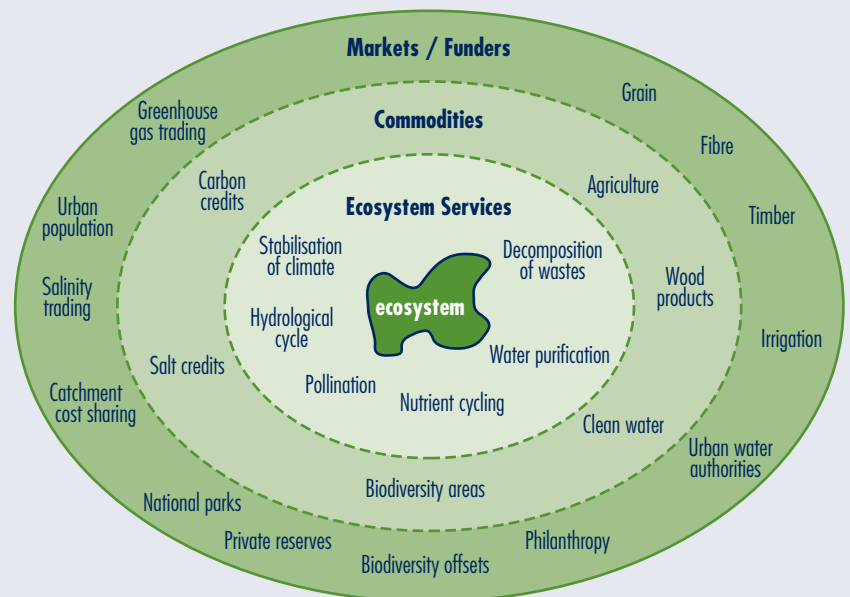 Markets / Funders
Grain
Greenhouse
gas trading
Commodities
Fibre
Carbon
credits
Agriculture
Urban
population
Ecosystem Services
Timber
Stabilisation
of climate
Decomposition
of wastes
Salinity
trading
Wood
products
ecosystem
Hydrological
cycle
Irrigation
Salt credits
Water purification
Pollination
Nutrient cycling
Catchment
cost sharing
Clean water
Urban water
authorities
Biodiversity areas
National parks
Private reserves
Philanthropy
Biodiversity offsets